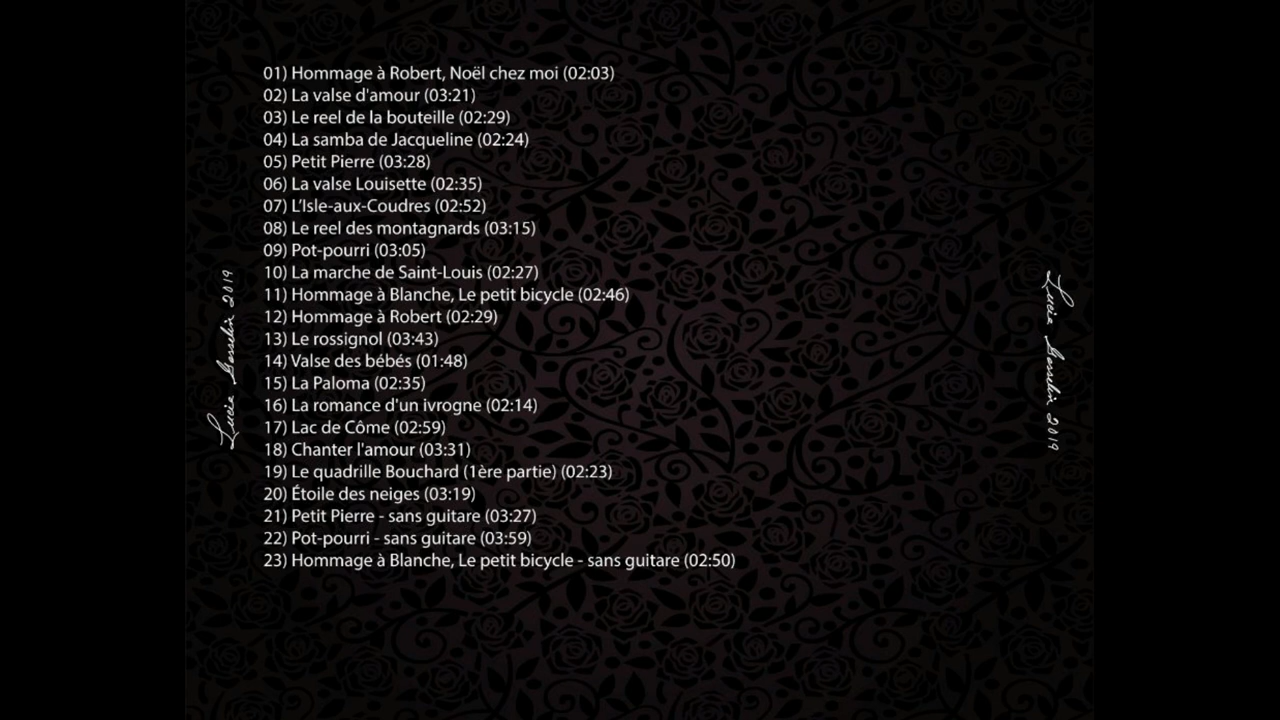 01) Hommage à Robert, Noël chez moi (02:03)
02) La valse d'amour (03:21)
03) Le reel de la bouteille (02:29)
04) La samba de Jacqueline (02:24)
05) Petit Pierre (03:28)
06) La valse Louisette (02:35)
07) L’Isle-aux-Coudres (02:52)
08) Le reel des montagnards (03:15)
09) Pot-pourri (03:05)
10) La marche de Saint-Louis (02:27)
11) Hommage à Blanche, Le petit bicycle (02:46)
12) Hommage à Robert (02:29)
13) Le rossignol (03:43)
14) Valse des bébés (01:48)
15) La Paloma (02:35)
16) La romance d'un ivrogne (02:14)
17) Lac de Côme (02:59)
18) Chanter l'amour (03:31)
19) Le quadrille Bouchard (1ère partie) (02:23)
20) Étoile des neiges (03:19)
21) Petit Pierre - sans guitare (03:27)
22) Pot-pourri - sans guitare (03:59)
23) Hommage à Blanche, Le petit bicycle - sans guitare (02:50)
Lucia Gosselin 2019
Lucia Gosselin 2019